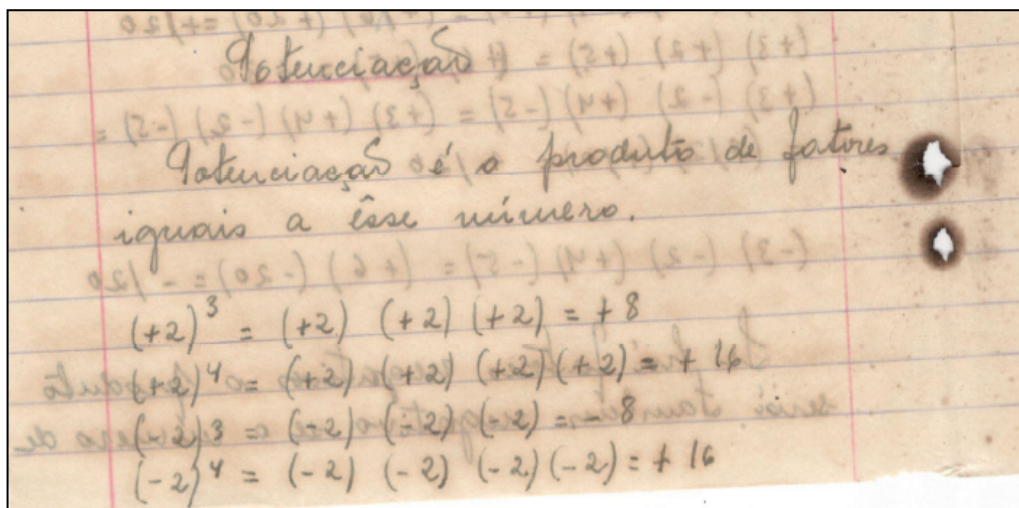 Potenciação
Potenciação é o produto de fatores
iguais a êsse número.
(+2)³ = (+2) (+2) (+2) = + 8
(+2)⁴ = (+2) (+2) (+2) (+2) = + 16
(-2)³ = (-2) (-2) (-2) = - 8
(-2)⁴ = (-2) (-2) (-2) (-2) = + 16